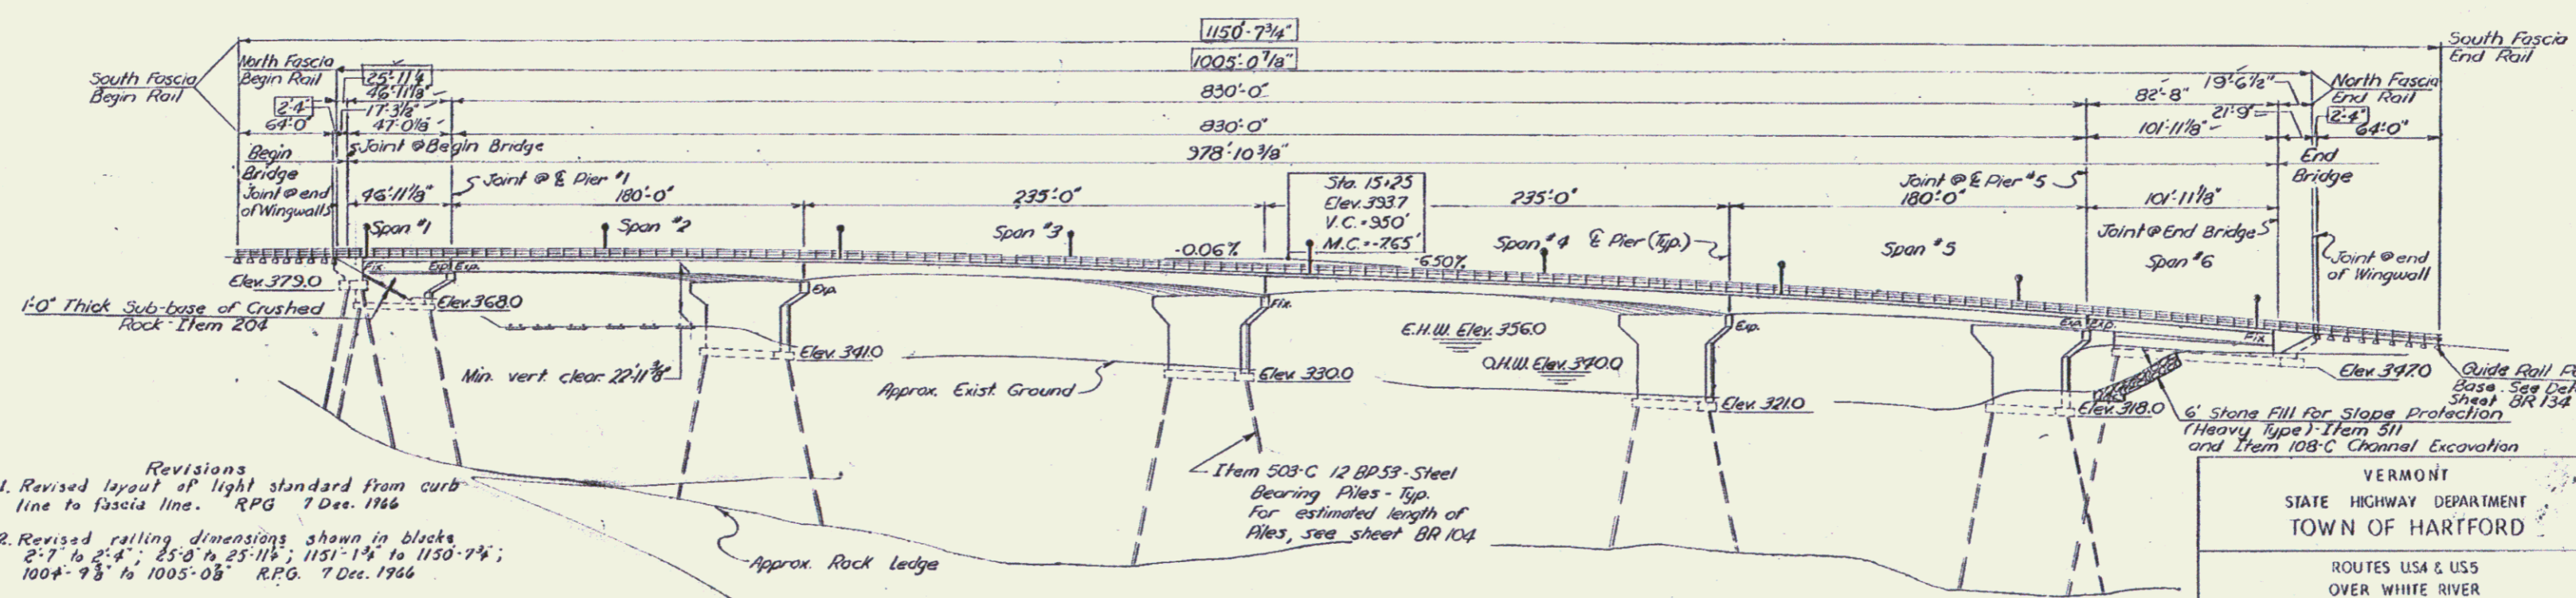 1150'-7¾"
1005'-0⅞"
South Fascia
Begin Rail
North Fascia
Begin Rail
25'-11¼"
46'-11⅛"
830'-0"
82'-8"
19'-6½"
North Fascia
End Rail
South Fascia
End Rail
2'-4"
17'-3½"
64'-0"
47'-0⅛"
830'-0"
101'-11⅛"
21'-9"
2'-4"
64'-0"
Joint @ Begin Bridge
978'-10⅜"
Begin
Bridge
Joint @ end
of Wingwalls
End
Bridge
46'-11⅛"
Joint @ ℄ Pier #1
180'-0"
235'-0"
Sta. 15+25
Elev. 393.7
V.C. = 950'
M.C. = -7.65'
235'-0"
Joint @ ℄ Pier #5
180'-0"
101'-11⅛"
Span #1
Span #2
Span #3
-0.06%
-6.50%
Span #4
℄ Pier (Typ.)
Span #5
Joint @ End Bridge
Span #6
Joint @ end
of Wingwall
Elev. 379.0
Fix.
Exp.
Exp.
Elev. 368.0
1'-0" Thick Sub-base of Crushed
Rock - Item 204
Exp.
Fix.
Exp.
Exp.
Exp.
Fix
Min. vert. clear. 22'-11⅜"
Elev. 341.0
Approx. Exist. Ground
Elev. 330.0
E.H.W. Elev. 356.0
O.H.W. Elev. 340.0
Elev. 321.0
Elev. 318.0
Elev. 347.0
Guide Rail
Base. See
Sheet BR 134
6' Stone Fill for Slope Protection
(Heavy Type) - Item 511
and Item 108-C Channel Excavation
Item 503-C 12 BP 53 - Steel
Bearing Piles - Typ.
For estimated length of
Piles, see sheet BR 104
Approx. Rock Ledge
Revisions
1. Revised layout of light standard from curb
line to fascia line. RPG 7 Dec. 1966
2. Revised railing dimensions shown in blocks
2'-7" to 2'-4"; 25'-8" to 25'-11¼"; 1151'-1¾" to 1150'-7¾";
1004'-9⅜" to 1005'-0⅞" R.P.G. 7 Dec. 1966
VERMONT
STATE HIGHWAY DEPARTMENT
TOWN OF HARTFORD
ROUTES US4 & US5
OVER WHITE RIVER